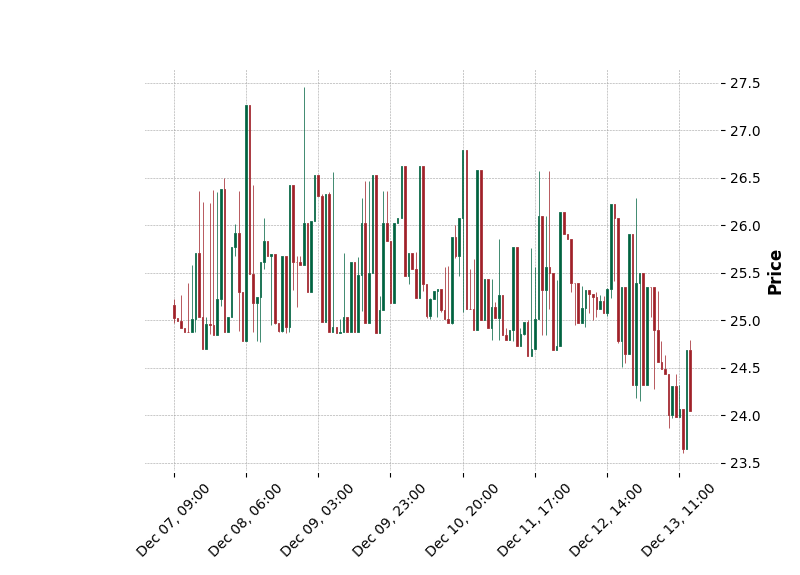 27.5
27.0
26.5
26.0
25.5
25.0
24.5
24.0
23.5
Price
Dec 07, 09:00
Dec 08, 06:00
Dec 09, 03:00
Dec 09, 23:00
Dec 10, 20:00
Dec 11, 17:00
Dec 12, 14:00
Dec 13, 11:00